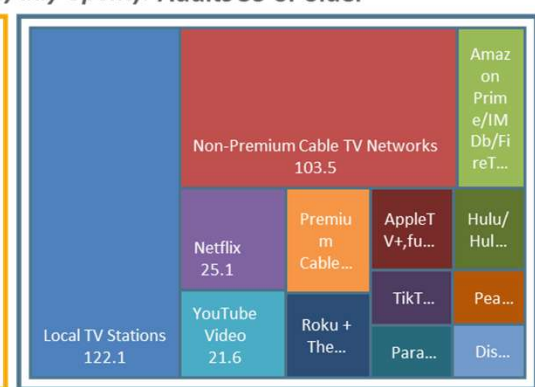 Adults 35 or older
Local TV Stations
122.1
Non-Premium Cable TV Networks
103.5
Amaz
on
Prim
e/IM
Db/Fi
reT...
Netflix
25.1
YouTube
Video
21.6
Premiu
m
Cable...
Roku +
The...
AppleT
V+,fu...
TikT...
Para...
Hulu/
Hul...
Pea...
Dis...